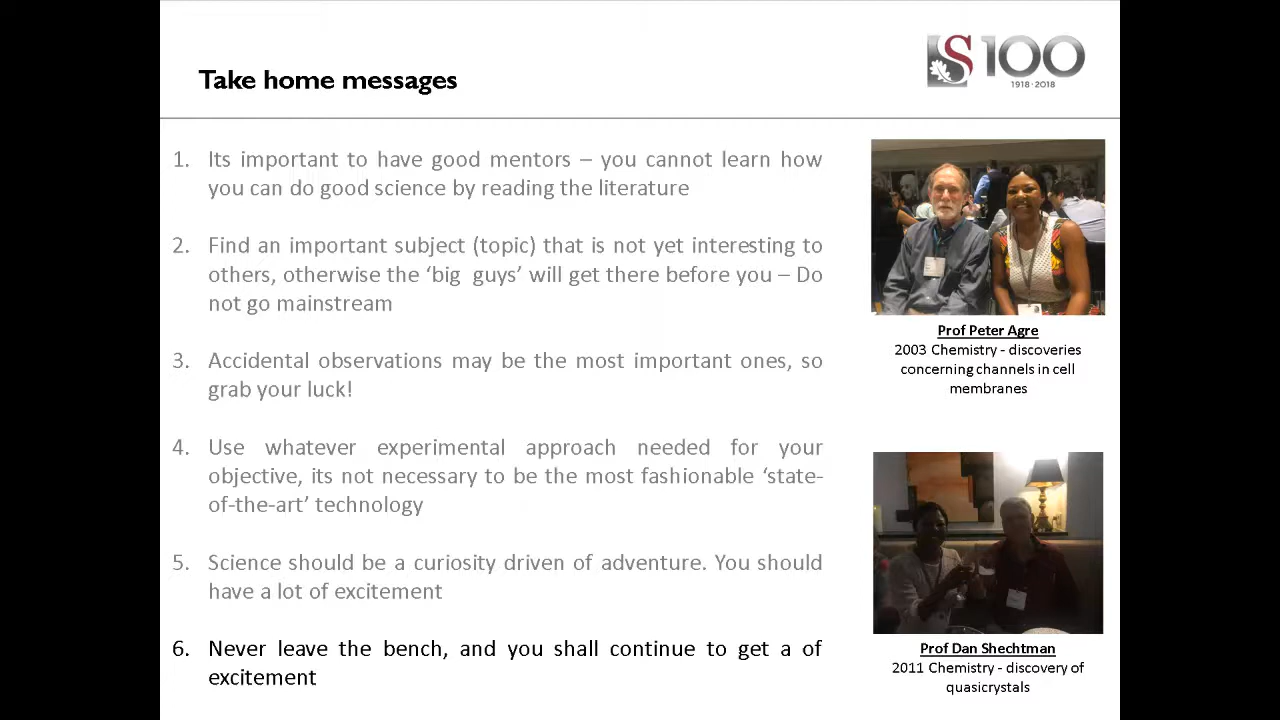 Take home messages
S100
1918 · 2018
1. Its important to have good mentors – you cannot learn how
you can do good science by reading the literature
2. Find an important subject (topic) that is not yet interesting to
others, otherwise the ‘big guys’ will get there before you – Do
not go mainstream
3. Accidental observations may be the most important ones, so
grab your luck!
4. Use whatever experimental approach needed for your
objective, its not necessary to be the most fashionable ‘state-
of-the-art’ technology
5. Science should be a curiosity driven of adventure. You should
have a lot of excitement
6. Never leave the bench, and you shall continue to get a of
excitement
Prof Peter Agre
2003 Chemistry - discoveries
concerning channels in cell
membranes
Prof Dan Shechtman
2011 Chemistry - discovery of
quasicrystals